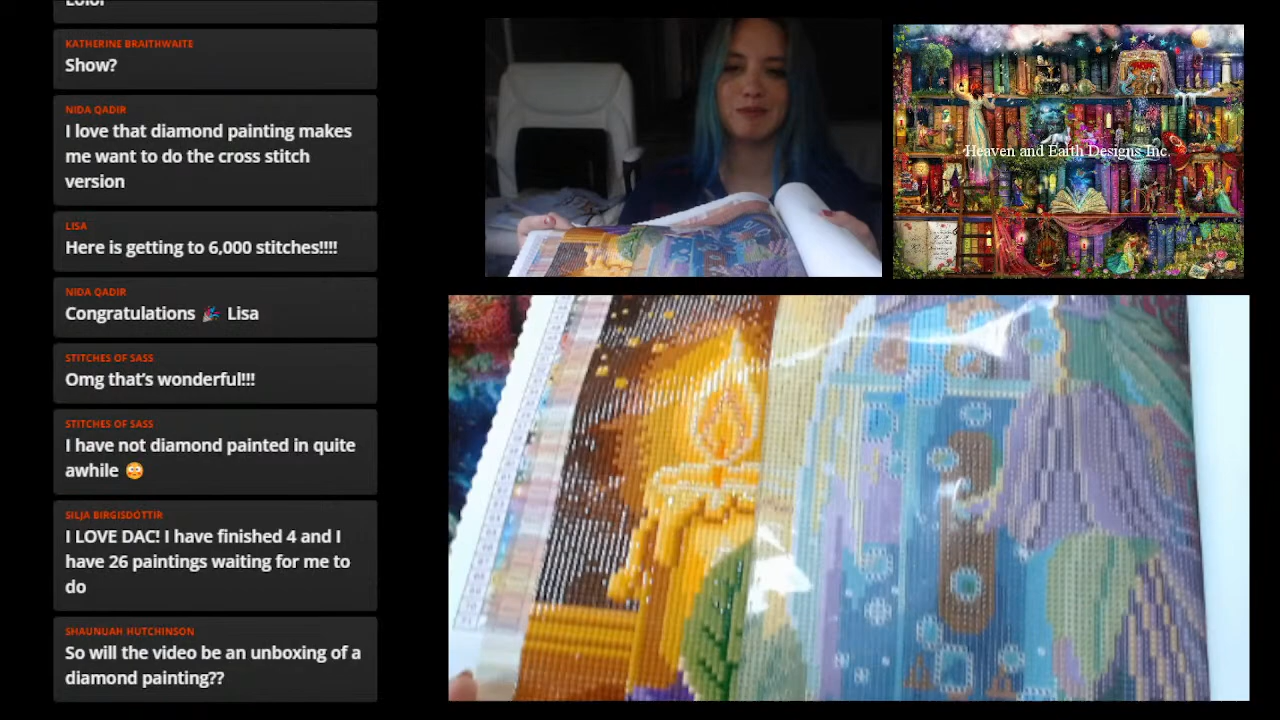 KATHERINE BRAITHWAITE
Show?
NIDA QADIR
I love that diamond painting makes
me want to do the cross stitch
version
LISA
Here is getting to 6,000 stitches!!!!
NIDA QADIR
Congratulations 🎉 Lisa
STITCHES OF SASS
Omg that's wonderful!!!
STITCHES OF SASS
I have not diamond painted in quite
awhile 😳
SILJA BIRGISDÓTTIR
I LOVE DAC! I have finished 4 and I
have 26 paintings waiting for me to
do
SHAUNUAH HUTCHINSON
So will the video be an unboxing of a
diamond painting??
Heaven and Earth Designs Inc.